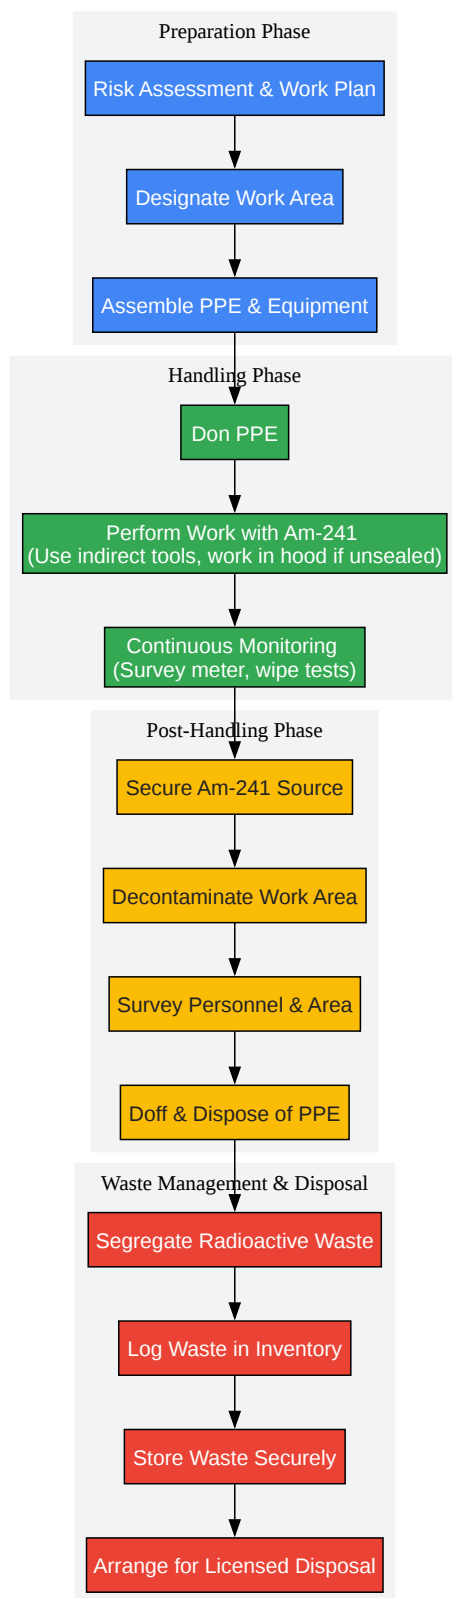 Preparation Phase
Risk Assessment & Work Plan
Designate Work Area
Assemble PPE & Equipment
Handling Phase
Don PPE
Perform Work with Am-241
(Use indirect tools, work in hood if unsealed)
Continuous Monitoring
(Survey meter, wipe tests)
Post-Handling Phase
Secure Am-241 Source
Decontaminate Work Area
Survey Personnel & Area
Doff & Dispose of PPE
Waste Management & Disposal
Segregate Radioactive Waste
Log Waste in Inventory
Store Waste Securely
Arrange for Licensed Disposal